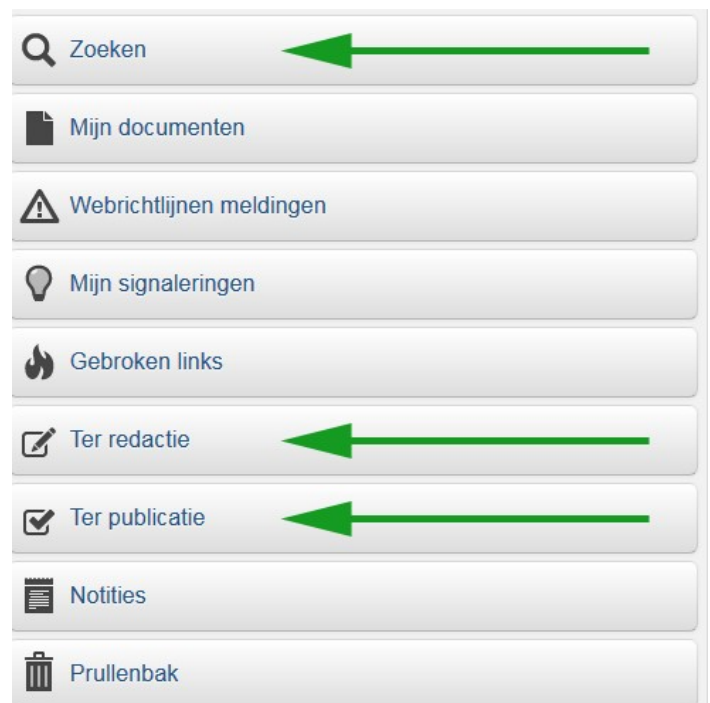 Zoeken
Mijn documenten
Webrichtlijnen meldingen
Mijn signaleringen
Gebroken links
Ter redactie
Ter publicatie
Notities
Prullenbak